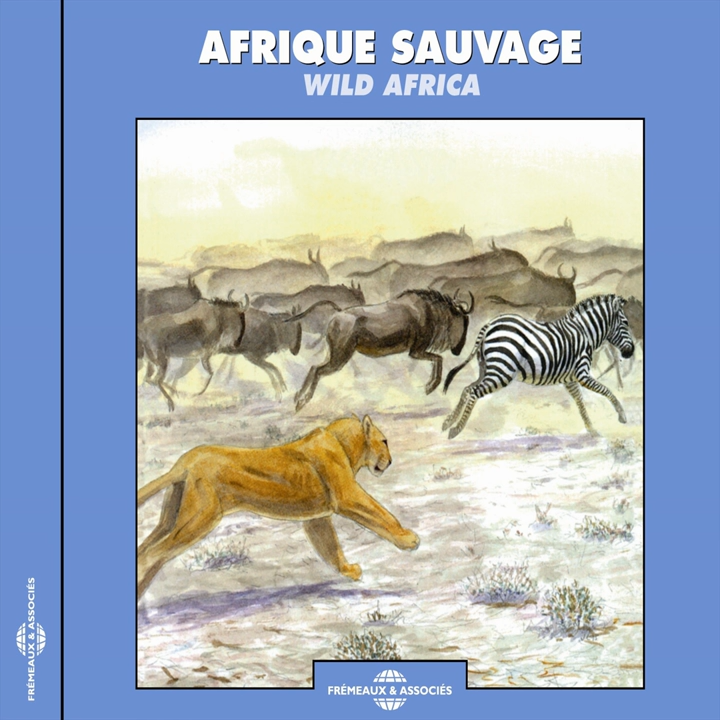 AFRIQUE SAUVAGE
WILD AFRICA
FRÉMEAUX & ASSOCIÉS
FRÉMEAUX & ASSOCIÉS